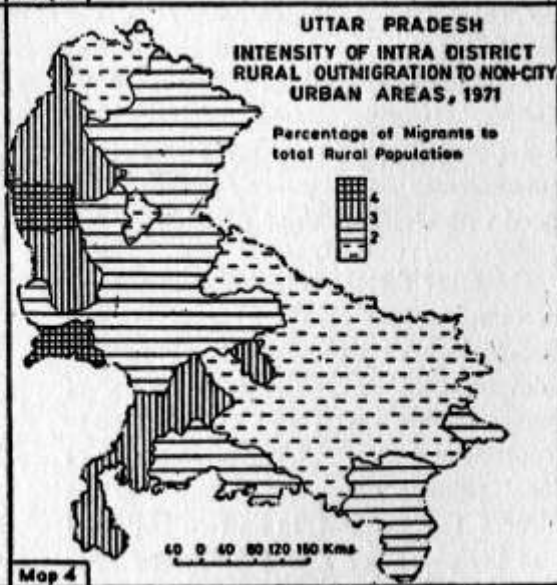 UTTAR PRADESH
INTENSITY OF INTRA DISTRICT
RURAL OUTMIGRATION TO NON-CITY
URBAN AREAS, 1971
Percentage of Migrants to
total Rural Population
4
3
2
40 0 40 80 120 160 Kms
Map 4